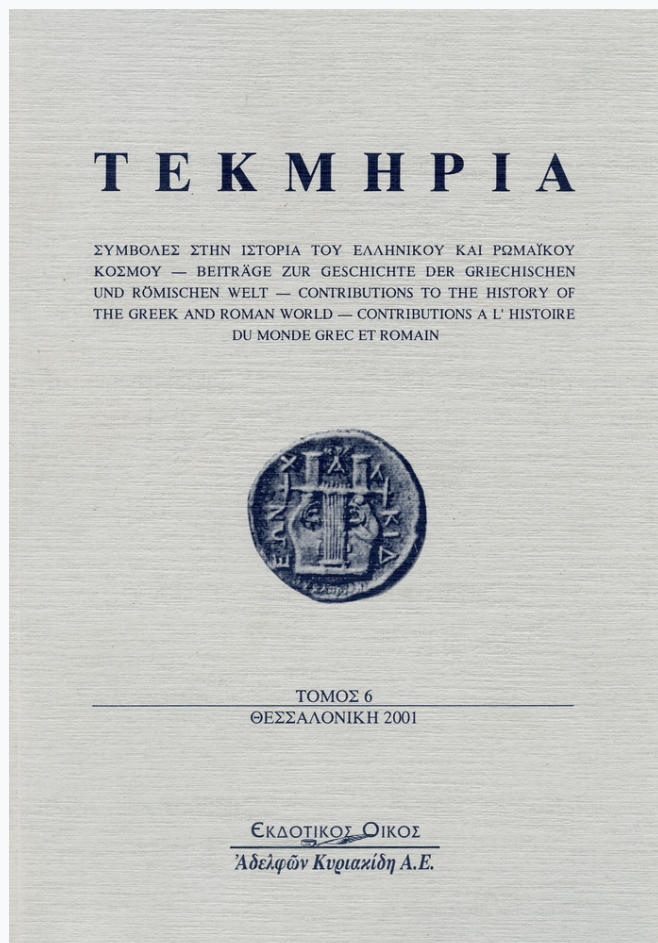 ΤΕΚΜΗΡΙΑ
ΣΥΜΒΟΛΕΣ ΣΤΗΝ ΙΣΤΟΡΙΑ ΤΟΥ ΕΛΛΗΝΙΚΟΥ ΚΑΙ ΡΩΜΑΪΚΟΥ
ΚΟΣΜΟΥ — BEITRÄGE ZUR GESCHICHTE DER GRIECHISCHEN
UND RÖMISCHEN WELT — CONTRIBUTIONS TO THE HISTORY OF
THE GREEK AND ROMAN WORLD — CONTRIBUTIONS A L' HISTOIRE
DU MONDE GREC ET ROMAIN
Χ Α Λ
ΚΙΔ
ΕΩΝ
ΤΟΜΟΣ 6
ΘΕΣΣΑΛΟΝΙΚΗ 2001
ΕΚΔΟΤΙΚΟΣ ΟΙΚΟΣ
Ἀδελφῶν Κυριακίδη Α.Ε.